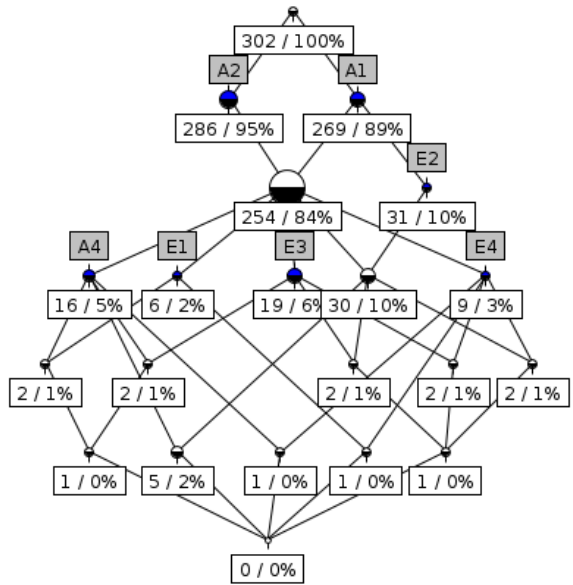 302 / 100%
A2
A1
286 / 95%
269 / 89%
E2
254 / 84%
31 / 10%
A4
E1
E3
E4
16 / 5%
6 / 2%
19 / 6%
30 / 10%
9 / 3%
2 / 1%
2 / 1%
2 / 1%
2 / 1%
2 / 1%
1 / 0%
5 / 2%
1 / 0%
1 / 0%
1 / 0%
0 / 0%